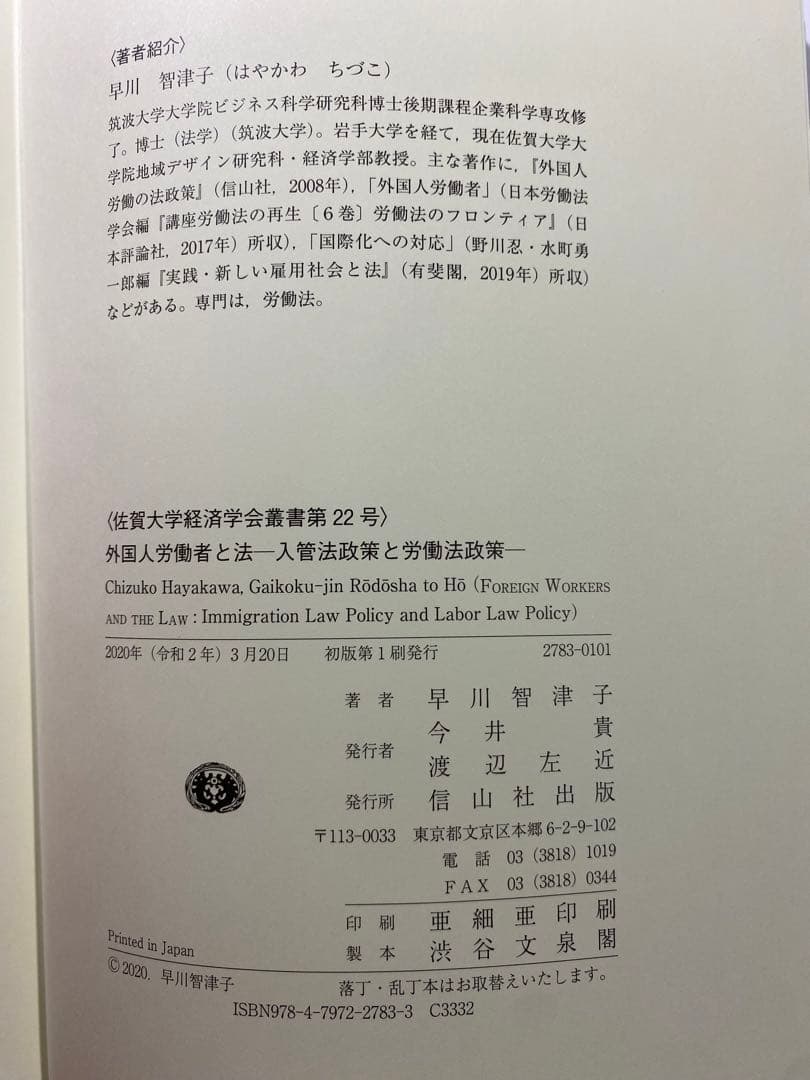 〈著者紹介〉
早川　智津子（はやかわ　ちづこ）
筑波大学大学院ビジネス科学研究科博士後期課程企業科学専攻修
了。博士（法学）（筑波大学）。岩手大学を経て，現在佐賀大学大
学院地域デザイン研究科・経済学部教授。主な著作に，『外国人
労働の法政策』（信山社，2008年），「外国人労働者」（日本労働法
学会編『講座労働法の再生〔６巻〕労働法のフロンティア』（日
本評論社，2017年）所収），「国際化への対応」（野川忍・水町勇
一郎編『実践・新しい雇用社会と法』（有斐閣，2019年）所収）
などがある。専門は，労働法。
〈佐賀大学経済学会叢書第 22 号〉
外国人労働者と法―入管法政策と労働法政策―
Chizuko Hayakawa, Gaikoku-jin Rōdōsha to Hō (FOREIGN WORKERS
AND THE LAW : Immigration Law Policy and Labor Law Policy)
2020年（令和２年）３月20日　初版第１刷発行　2783-0101
著　者　早川智津子
今井　貴
発行者
渡辺左近
発行所　信山社出版
〒113-0033　東京都文京区本郷 6-2-9-102
電　話　03 (3818) 1019
ＦＡＸ　03 (3818) 0344
印　刷　亜細亜印刷
製　本　渋谷文泉閣
Printed in Japan
©2020．早川智津子
落丁・乱丁本はお取替えいたします。
ISBN978-4-7972-2783-3　C3332